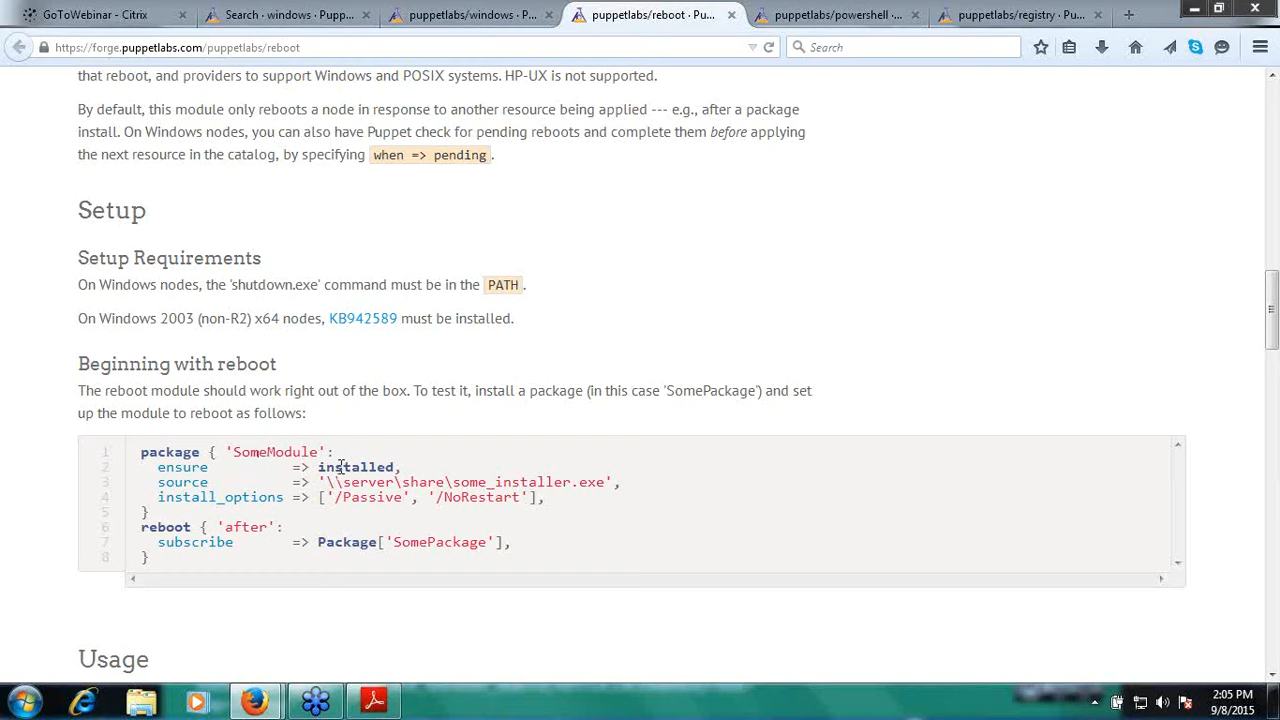 GoToWebinar - Citrix
Search · windows · Puppe...
puppetlabs/windows · P...
puppetlabs/reboot · Pu...
puppetlabs/powershell · ...
puppetlabs/registry · Pu...
https://forge.puppetlabs.com/puppetlabs/reboot
Search
that reboot, and providers to support Windows and POSIX systems. HP-UX is not supported.
By default, this module only reboots a node in response to another resource being applied --- e.g., after a package
install. On Windows nodes, you can also have Puppet check for pending reboots and complete them before applying
the next resource in the catalog, by specifying when => pending .
Setup
Setup Requirements
On Windows nodes, the 'shutdown.exe' command must be in the PATH .
On Windows 2003 (non-R2) x64 nodes, KB942589 must be installed.
Beginning with reboot
The reboot module should work right out of the box. To test it, install a package (in this case 'SomePackage') and set
up the module to reboot as follows:
1 package { 'SomeModule':
2 ensure => installed,
3 source => '\\server\share\some_installer.exe',
4 install_options => ['/Passive', '/NoRestart'],
5 }
6 reboot { 'after':
7 subscribe => Package['SomePackage'],
8 }
Usage
2:05 PM
9/8/2015